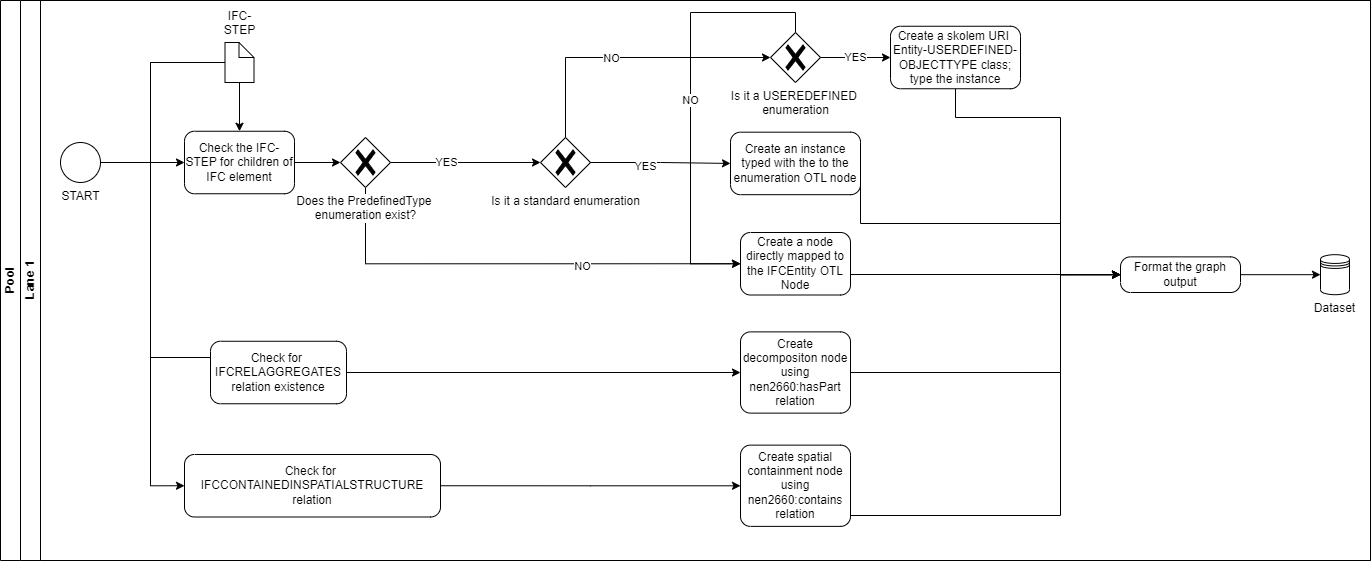 Pool
Lane 1
IFC-
STEP
START
Check the IFC-
STEP for children of
IFC element
Does the PredefinedType
enumeration exist?
YES
NO
Is it a standard enumeration
NO
YES
NO
Is it a USEREDEFINED
enumeration
YES
Create a skolem URI
Entity-USERDEFINED-
OBJECTTYPE class;
type the instance
Create an instance
typed with the to the
enumeration OTL node
Create a node
directly mapped to
the IFCEntity OTL
Node
Check for
IFCRELAGGREGATES
relation existence
Create
decompositon node
using
nen2660:hasPart
relation
Check for
IFCCONTAINEDINSPATIALSTRUCTURE
relation
Create spatial
containment node
using
nen2660:contains
relation
Format the graph
output
Dataset